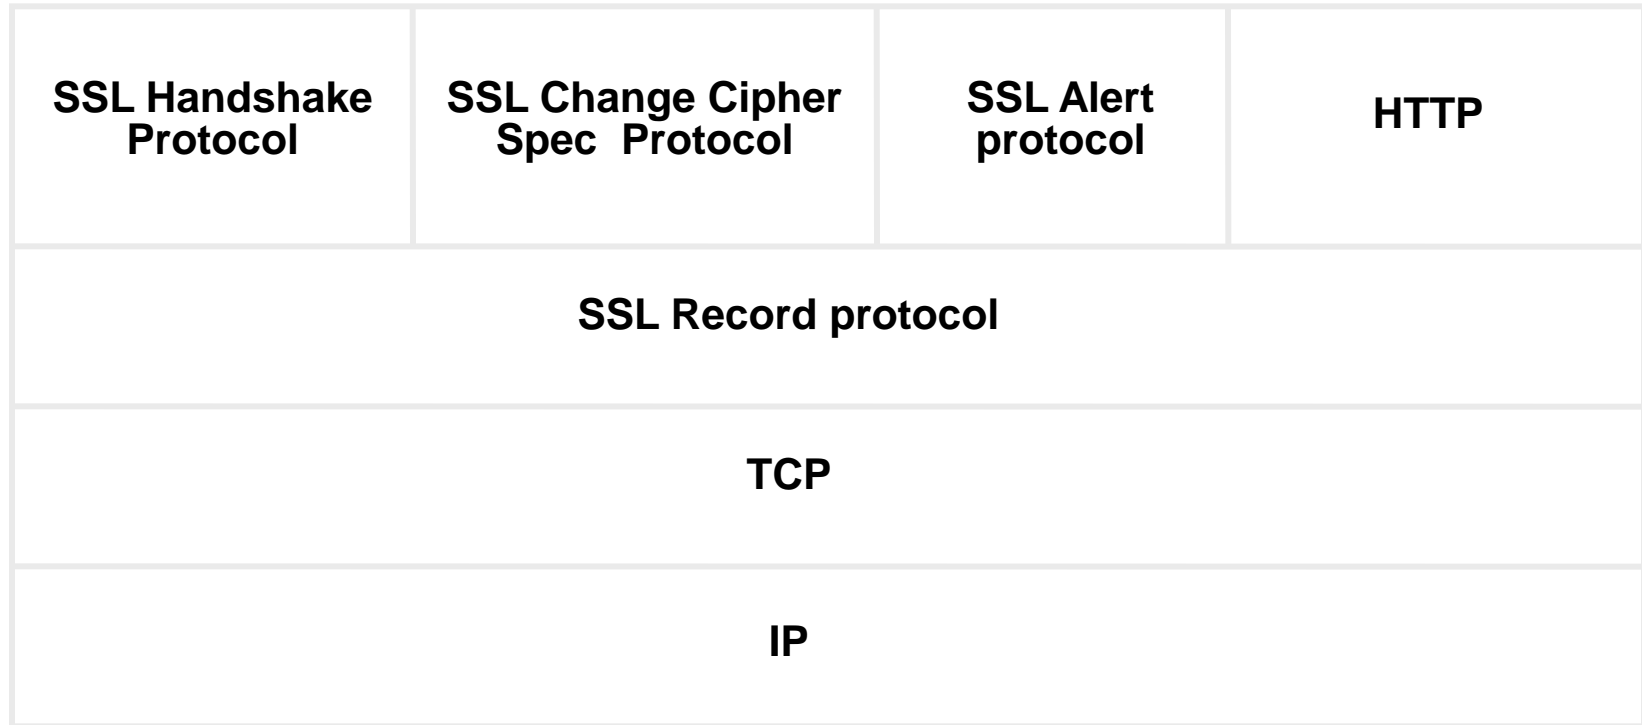 SSL Handshake
Protocol
SSL Change Cipher
Spec  Protocol
SSL Alert
protocol
HTTP
SSL Record protocol
TCP
IP